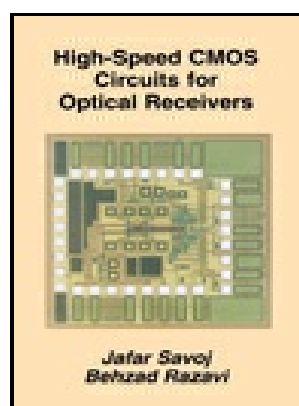 High-Speed CMOS
Circuits for
Optical Receivers
Jafar Savoj
Behzad Razavi